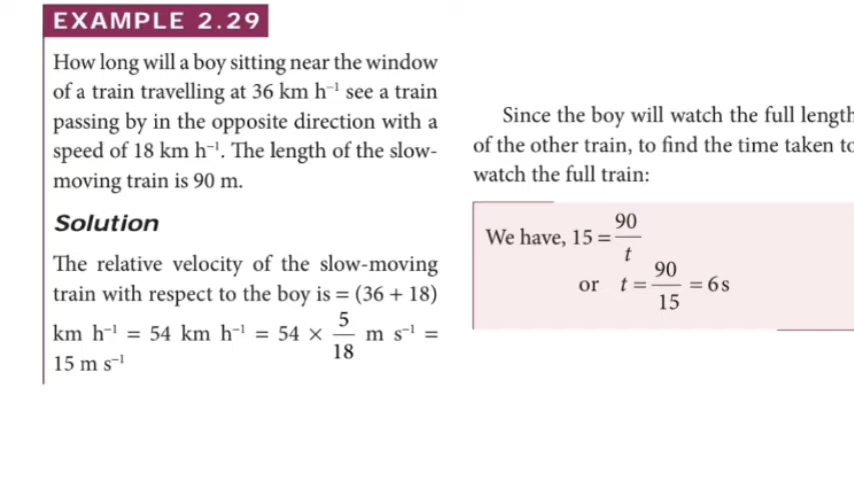 EXAMPLE 2.29
How long will a boy sitting near the window
of a train travelling at 36 km h⁻¹ see a train
passing by in the opposite direction with a
speed of 18 km h⁻¹. The length of the slow-
moving train is 90 m.
Solution
The relative velocity of the slow-moving
train with respect to the boy is = (36 + 18)
km h⁻¹ = 54 km h⁻¹ = 54 × 5/18 m s⁻¹ =
15 m s⁻¹
Since the boy will watch the full length
of the other train, to find the time taken to
watch the full train:
We have, 15 = 90/t
or t = 90/15 = 6 s